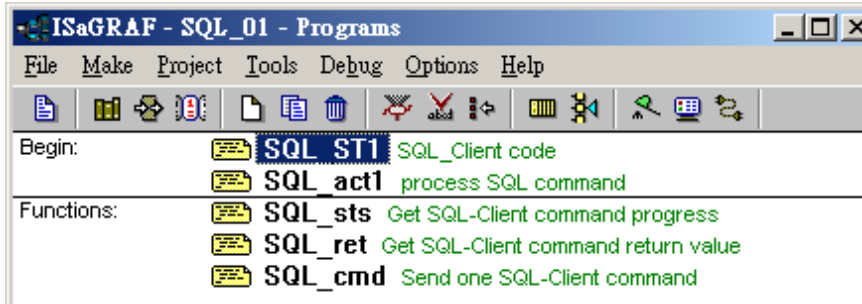 ISaGRAF - SQL_01 - Programs
File Make Project Tools Debug Options Help
Begin: SQL_ST1 SQL_Client code
SQL_act1 process SQL command
Functions: SQL_sts Get SQL-Client command progress
SQL_ret Get SQL-Client command return value
SQL_cmd Send one SQL-Client command